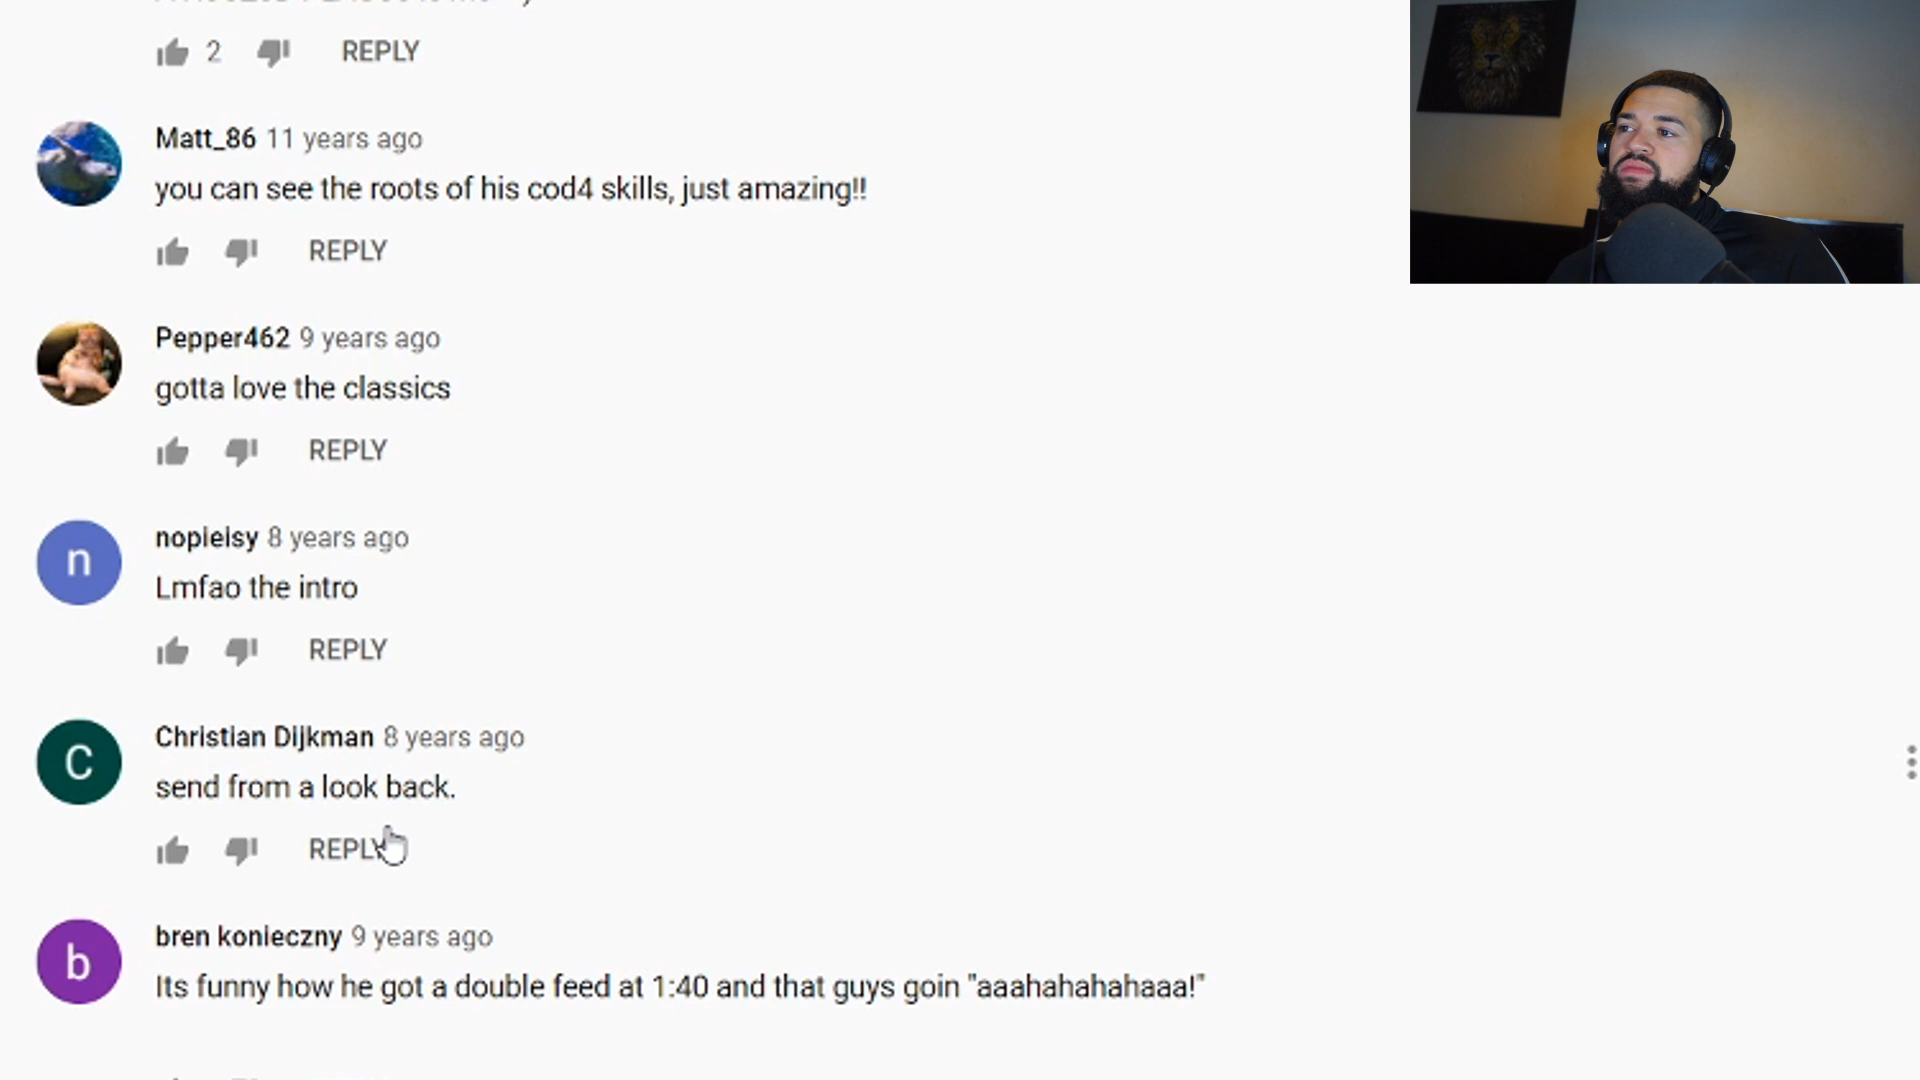 2 REPLY
Matt_86 11 years ago
you can see the roots of his cod4 skills, just amazing!!
REPLY
Pepper462 9 years ago
gotta love the classics
REPLY
n
nopielsy 8 years ago
Lmfao the intro
REPLY
C
Christian Dijkman 8 years ago
send from a look back.
REPLY
b
bren konieczny 9 years ago
Its funny how he got a double feed at 1:40 and that guys goin "aaahahahahaaa!"